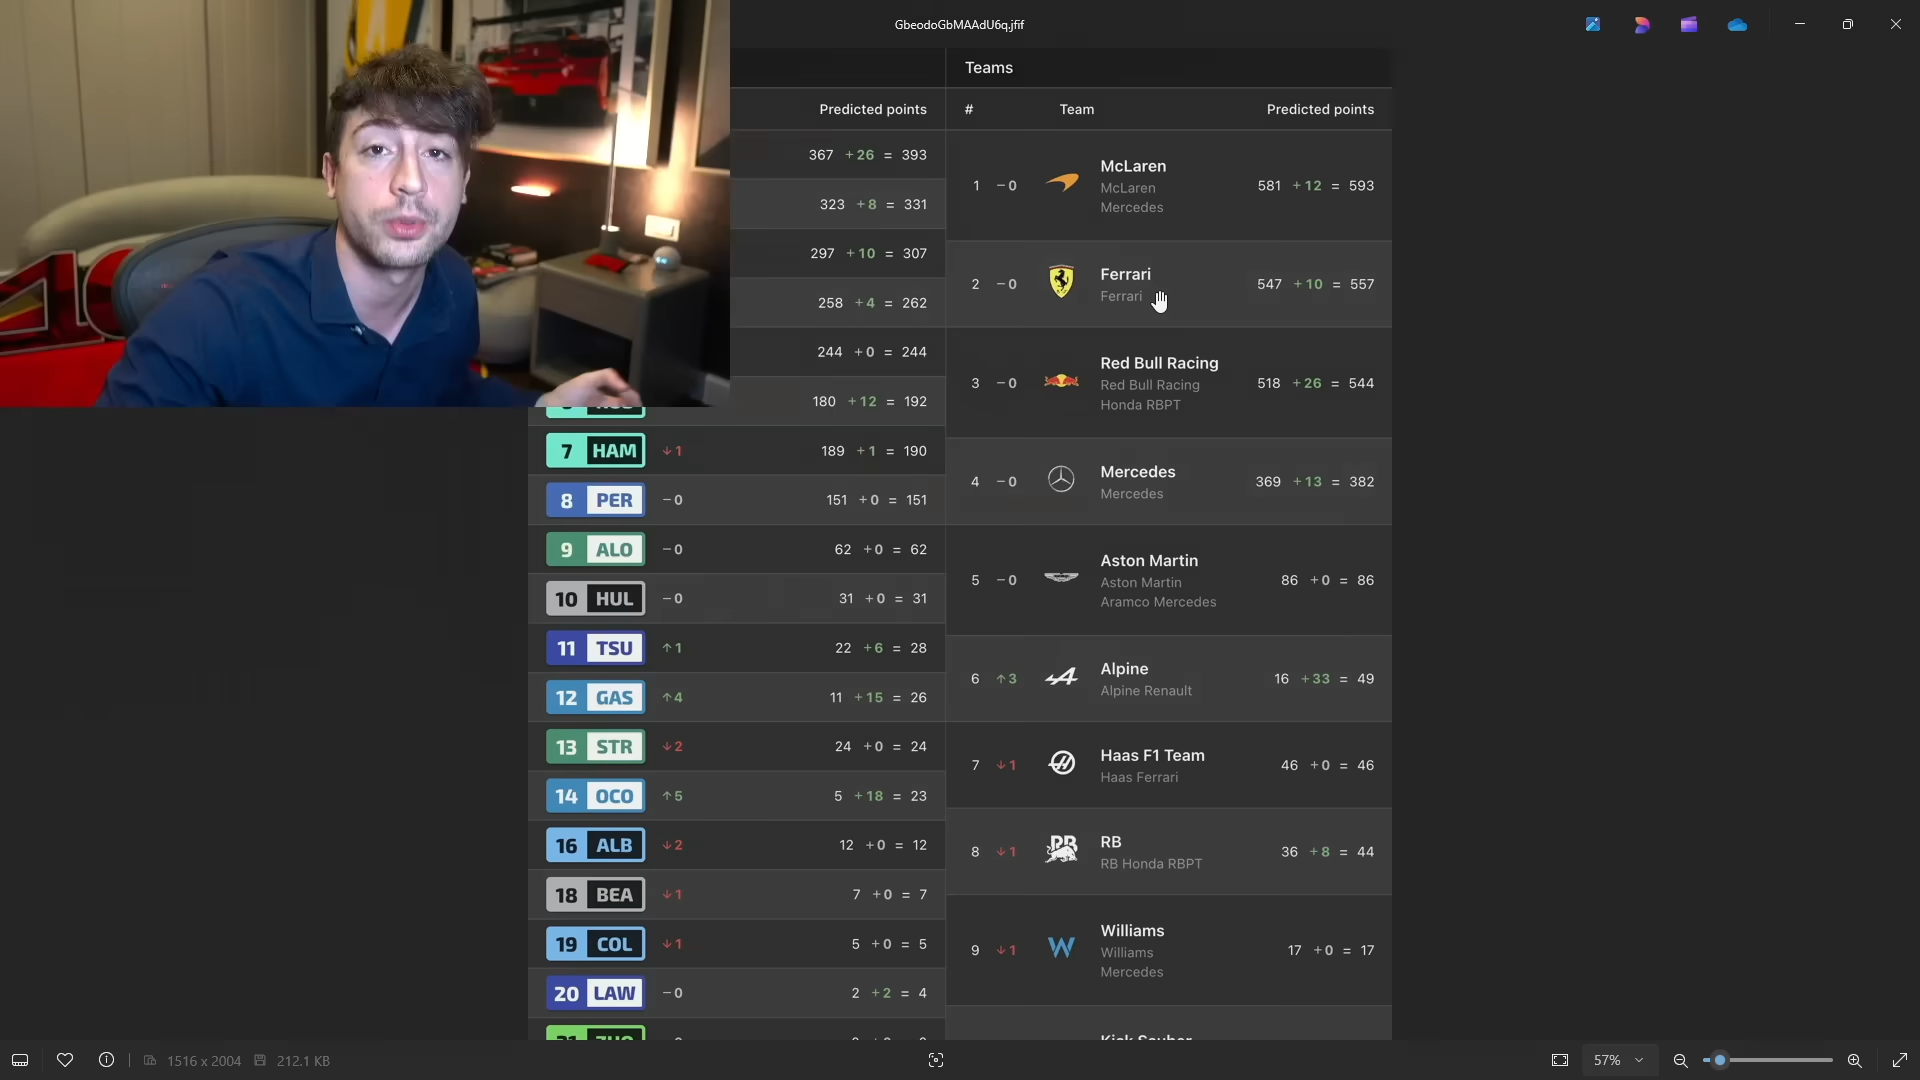 GbeodoGbMAAdU6q.jfif
Teams
Predicted points
# Team Predicted points
367 +26 = 393
323 +8 = 331
297 +10 = 307
258 +4 = 262
244 +0 = 244
180 +12 = 192
7 HAM ↓1 189 +1 = 190
8 PER −0 151 +0 = 151
9 ALO −0 62 +0 = 62
10 HUL −0 31 +0 = 31
11 TSU ↑1 22 +6 = 28
12 GAS ↑4 11 +15 = 26
13 STR ↓2 24 +0 = 24
14 OCO ↑5 5 +18 = 23
16 ALB ↓2 12 +0 = 12
18 BEA ↓1 7 +0 = 7
19 COL ↓1 5 +0 = 5
20 LAW −0 2 +2 = 4
1 −0 McLaren 581 +12 = 593
McLaren
Mercedes
2 −0 Ferrari 547 +10 = 557
Ferrari
3 −0 Red Bull Racing 518 +26 = 544
Red Bull Racing
Honda RBPT
4 −0 Mercedes 369 +13 = 382
Mercedes
5 −0 Aston Martin 86 +0 = 86
Aston Martin
Aramco Mercedes
6 ↑3 Alpine 16 +33 = 49
Alpine Renault
7 ↓1 Haas F1 Team 46 +0 = 46
Haas Ferrari
8 ↓1 RB 36 +8 = 44
RB Honda RBPT
9 ↓1 Williams 17 +0 = 17
Williams
Mercedes
Kick Sauber
1516 x 2004 212.1 KB
57%